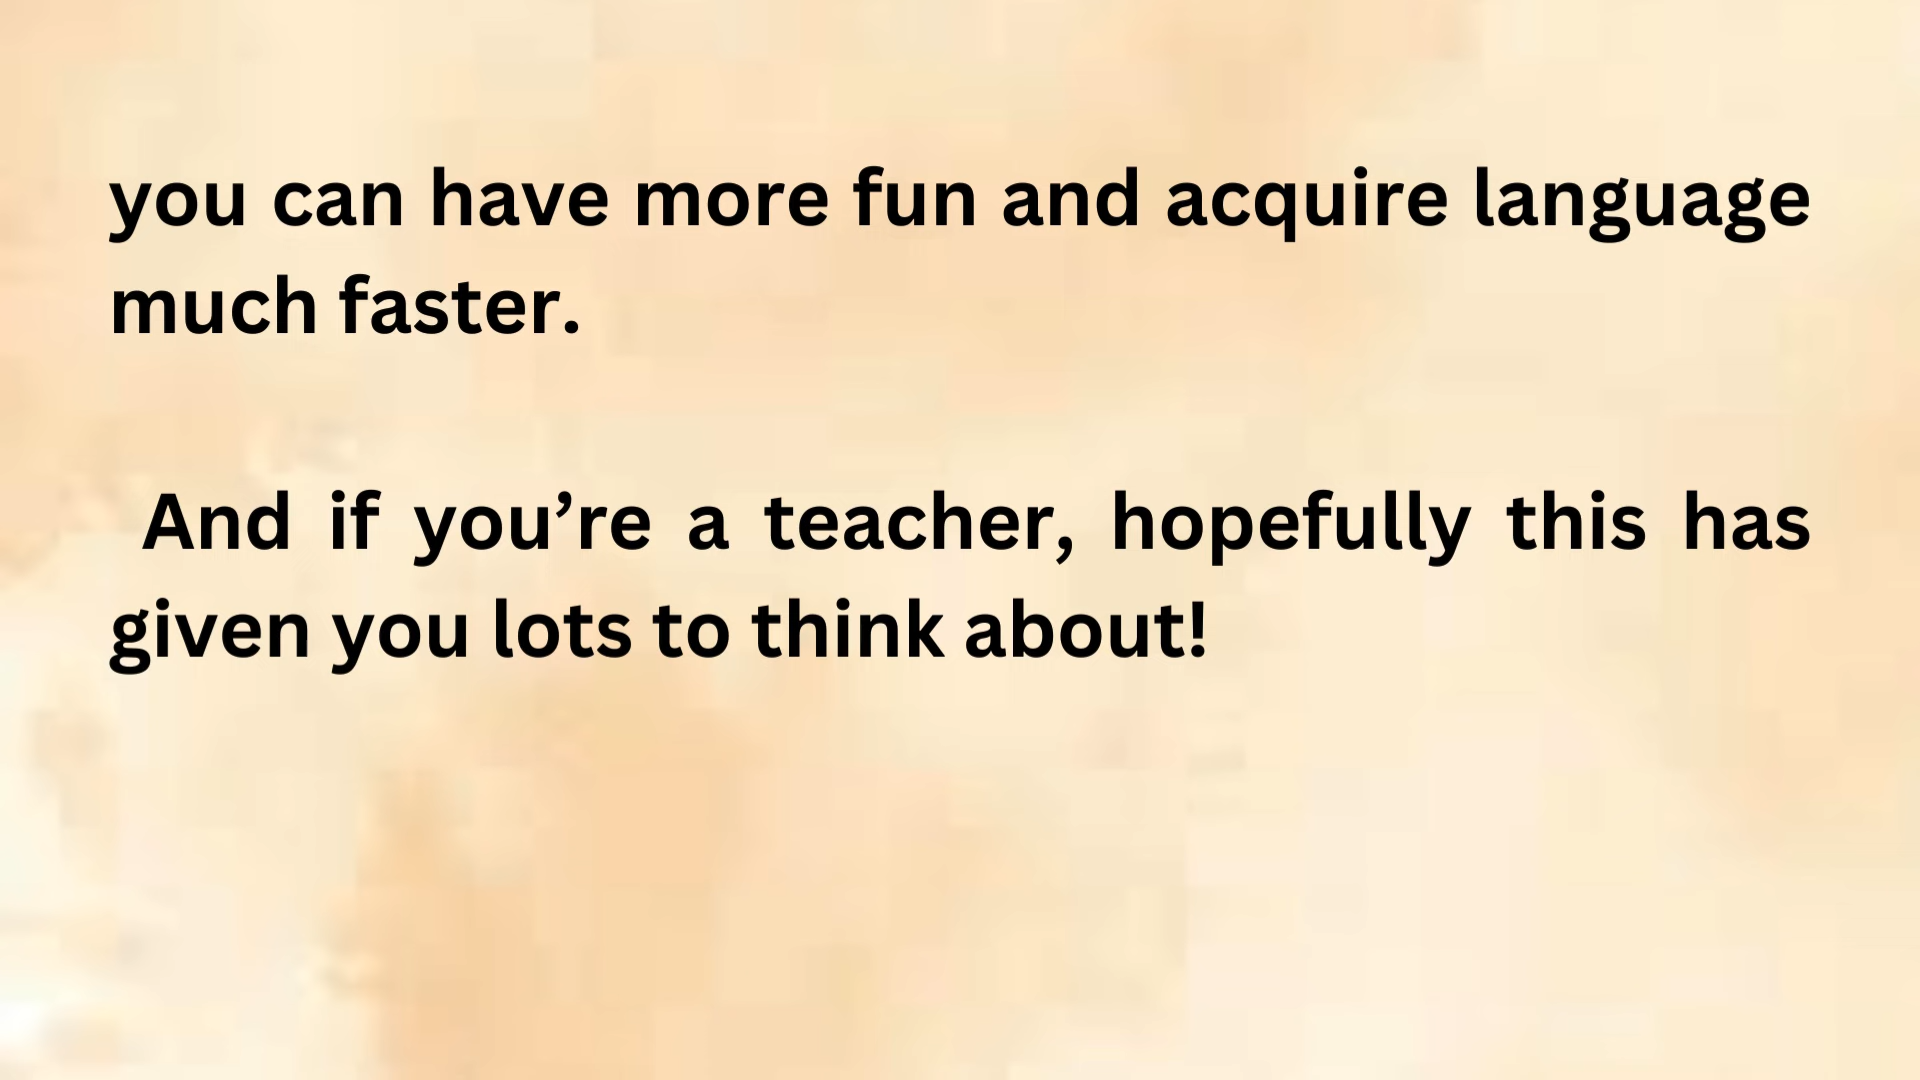 you can have more fun and acquire language
much faster.
And if you’re a teacher, hopefully this has
given you lots to think about!